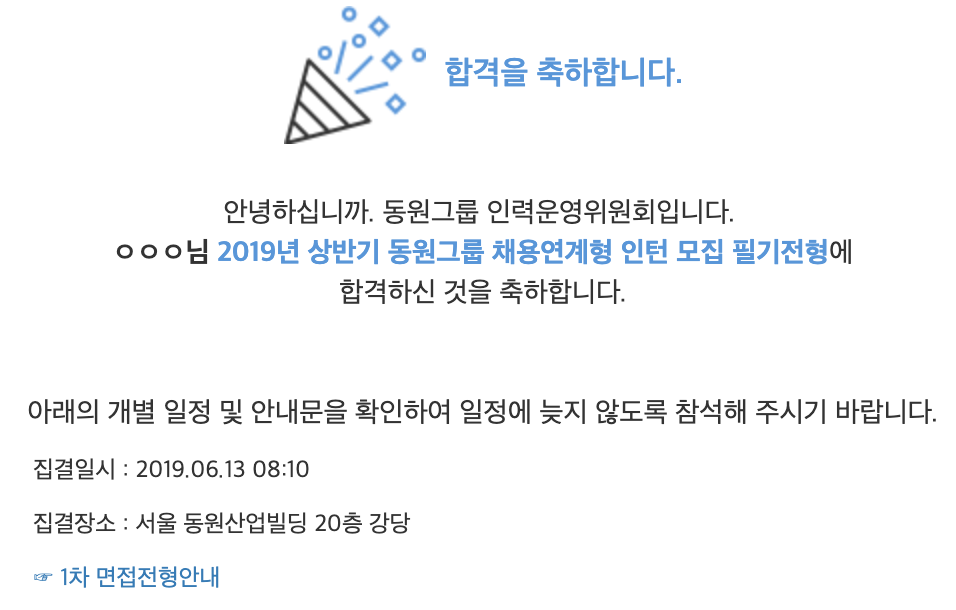 합격을 축하합니다.
안녕하십니까. 동원그룹 인력운영위원회입니다.
ㅇㅇㅇ님 2019년 상반기 동원그룹 채용연계형 인턴 모집 필기전형에
합격하신 것을 축하합니다.
아래의 개별 일정 및 안내문을 확인하여 일정에 늦지 않도록 참석해 주시기 바랍니다.
집결일시 : 2019.06.13 08:10
집결장소 : 서울 동원산업빌딩 20층 강당
☞ 1차 면접전형안내